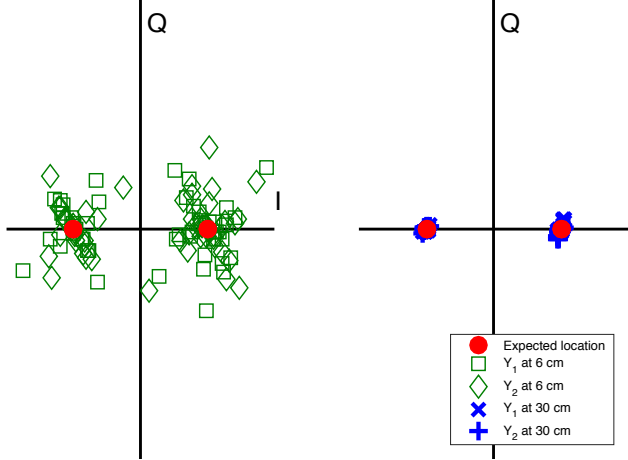 Q
Q
I
Expected location
Y1 at 6 cm
Y2 at 6 cm
Y1 at 30 cm
Y2 at 30 cm